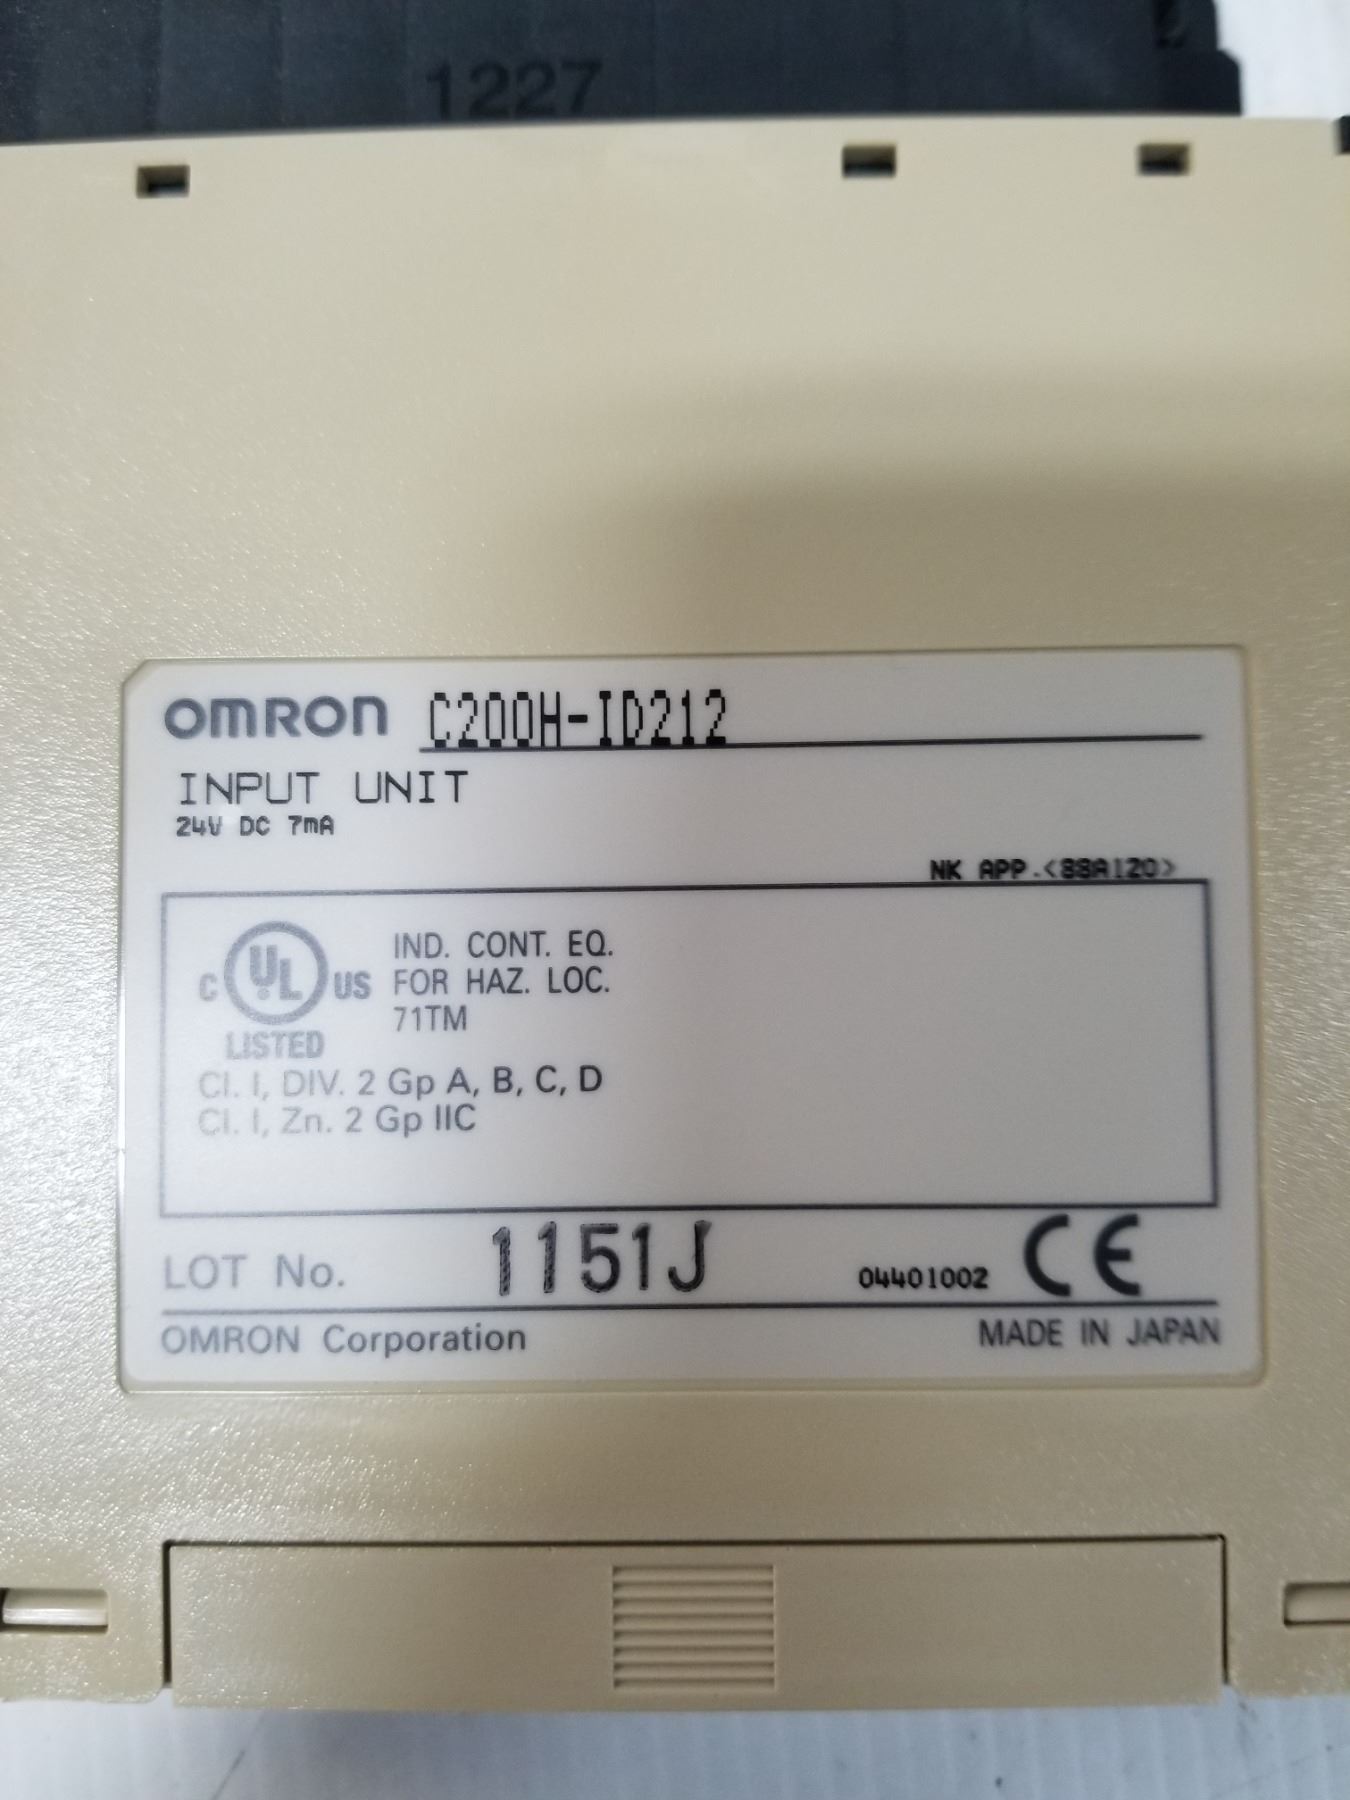 1227
OMRON C200H-ID212
INPUT UNIT
24V DC 7mA
NK APP.<88A120>
C UL US
LISTED
IND. CONT. EQ.
FOR HAZ. LOC.
71TM
Cl. I, DIV. 2 Gp A, B, C, D
Cl. I, Zn. 2 Gp IIC
LOT No. 1151J 04401002 CE
OMRON Corporation MADE IN JAPAN